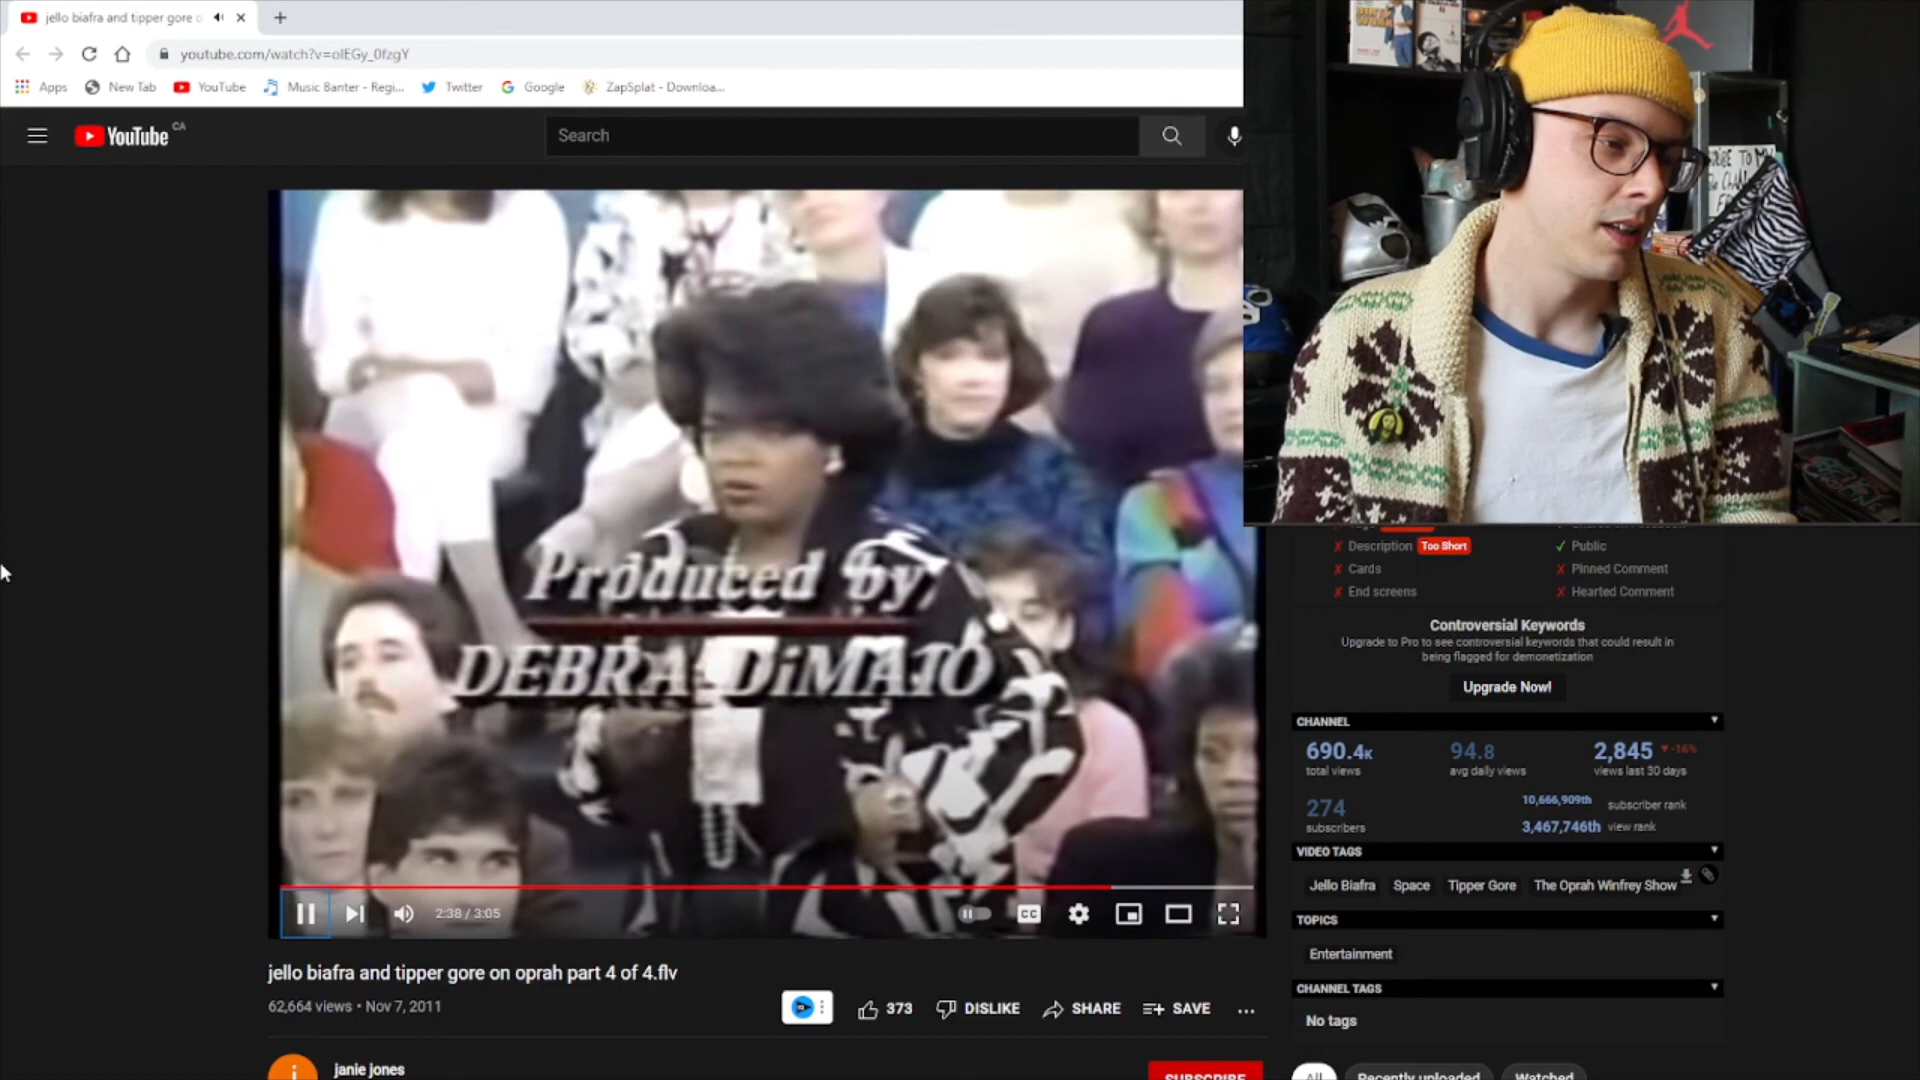 jello biafra and tipper gore o
youtube.com/watch?v=oIEGy_0fzgY
Apps
New Tab
YouTube
Music Banter - Regi...
Twitter
Google
ZapSplat - Downloa...
YouTube CA
Search
Produced by
DEBRA DiMAIO
2:38 / 3:05
CC
jello biafra and tipper gore on oprah part 4 of 4.flv
62,664 views • Nov 7, 2011
373
DISLIKE
SHARE
SAVE
janie jones
SUBSCRIBE
Description Too Short
Public
Cards
Pinned Comment
End screens
Hearted Comment
Controversial Keywords
Upgrade to Pro to see controversial keywords that could result in
being flagged for demonetization
Upgrade Now!
CHANNEL
690.4K
94.8
2,845 -16%
total views
avg daily views
views last 30 days
274
10,666,909th subscriber rank
subscribers
3,467,746th view rank
VIDEO TAGS
Jello Biafra
Space
Tipper Gore
The Oprah Winfrey Show
TOPICS
Entertainment
CHANNEL TAGS
No tags
All
Recently uploaded
Watched